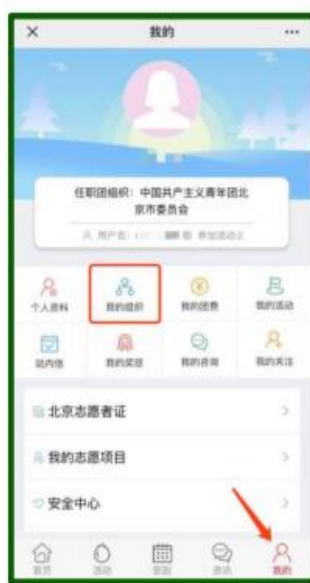 我的
任职团组织：中国共产主义青年团北
京市委员会
用户名：
个人资料 我的组织 我的团费 我的活动
站内信 我的奖惩 我的咨询 我的关注
北京志愿者证
我的志愿项目
安全中心
首页 活动 资讯 我的